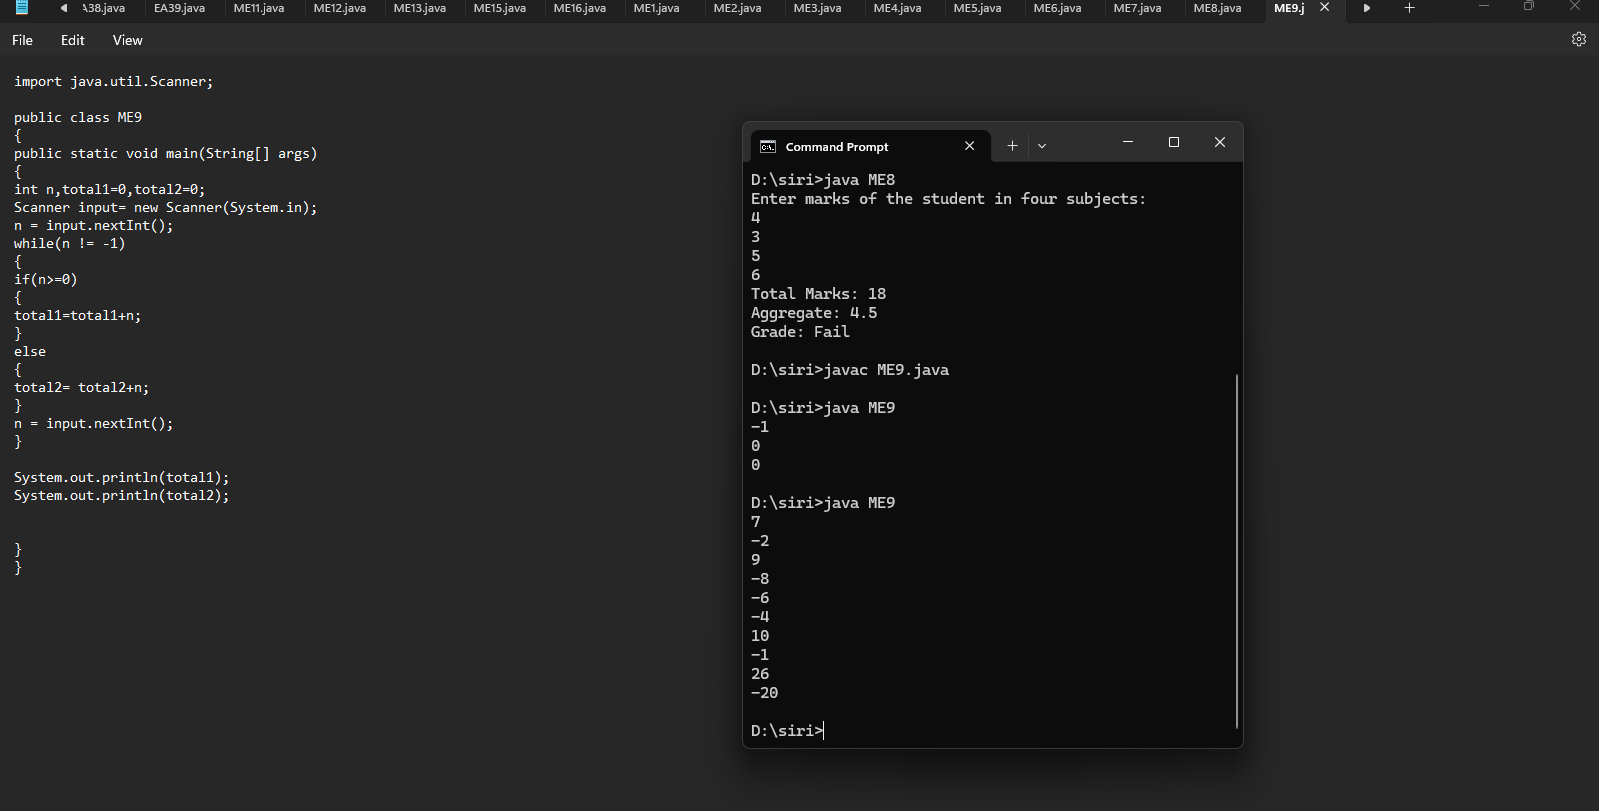 A38.java EA39.java ME11.java ME12.java ME13.java ME15.java ME16.java ME1.java ME2.java ME3.java ME4.java ME5.java ME6.java ME7.java ME8.java ME9.j
File Edit View
import java.util.Scanner;
public class ME9
{
public static void main(String[] args)
{
int n,total1=0,total2=0;
Scanner input= new Scanner(System.in);
n = input.nextInt();
while(n != -1)
{
if(n>=0)
{
total1=total1+n;
}
else
{
total2= total2+n;
}
n = input.nextInt();
}
System.out.println(total1);
System.out.println(total2);
}
}
Command Prompt
D:\siri>java ME8
Enter marks of the student in four subjects:
4
3
5
6
Total Marks: 18
Aggregate: 4.5
Grade: Fail
D:\siri>javac ME9.java
D:\siri>java ME9
-1
0
0
D:\siri>java ME9
7
-2
9
-8
-6
-4
10
-1
26
-20
D:\siri>